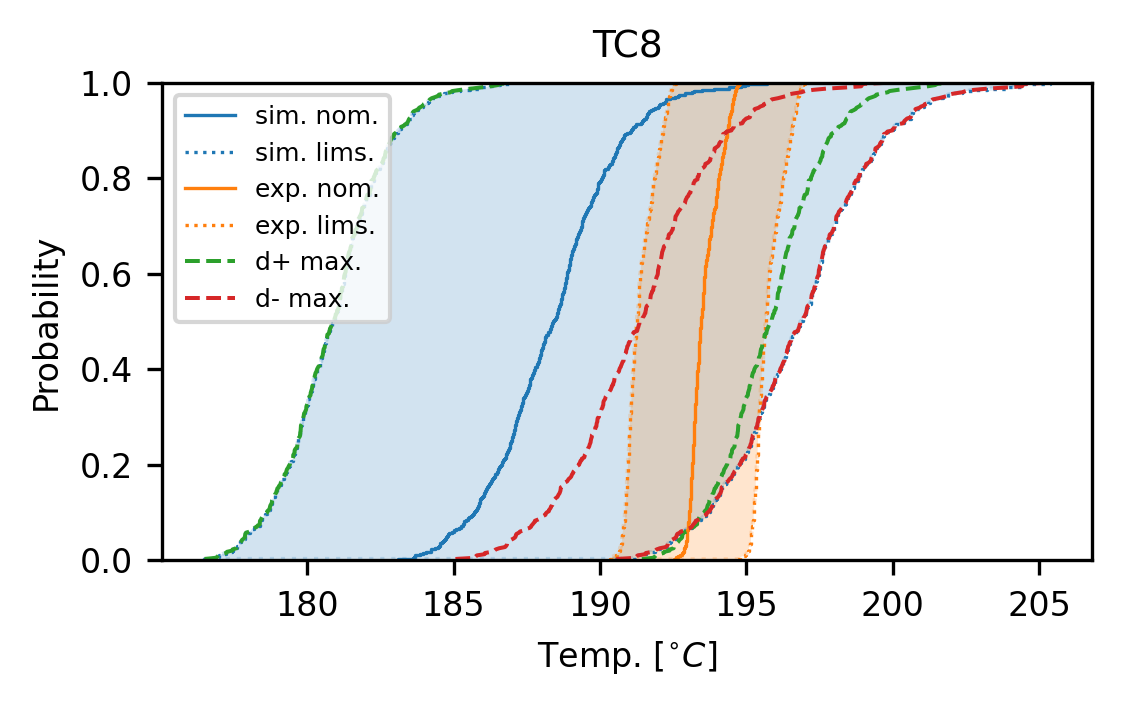 TC8
1.0
0.8
0.6
0.4
0.2
0.0
Probability
sim. nom.
sim. lims.
exp. nom.
exp. lims.
d+ max.
d- max.
180 185 190 195 200 205
Temp. [°C]